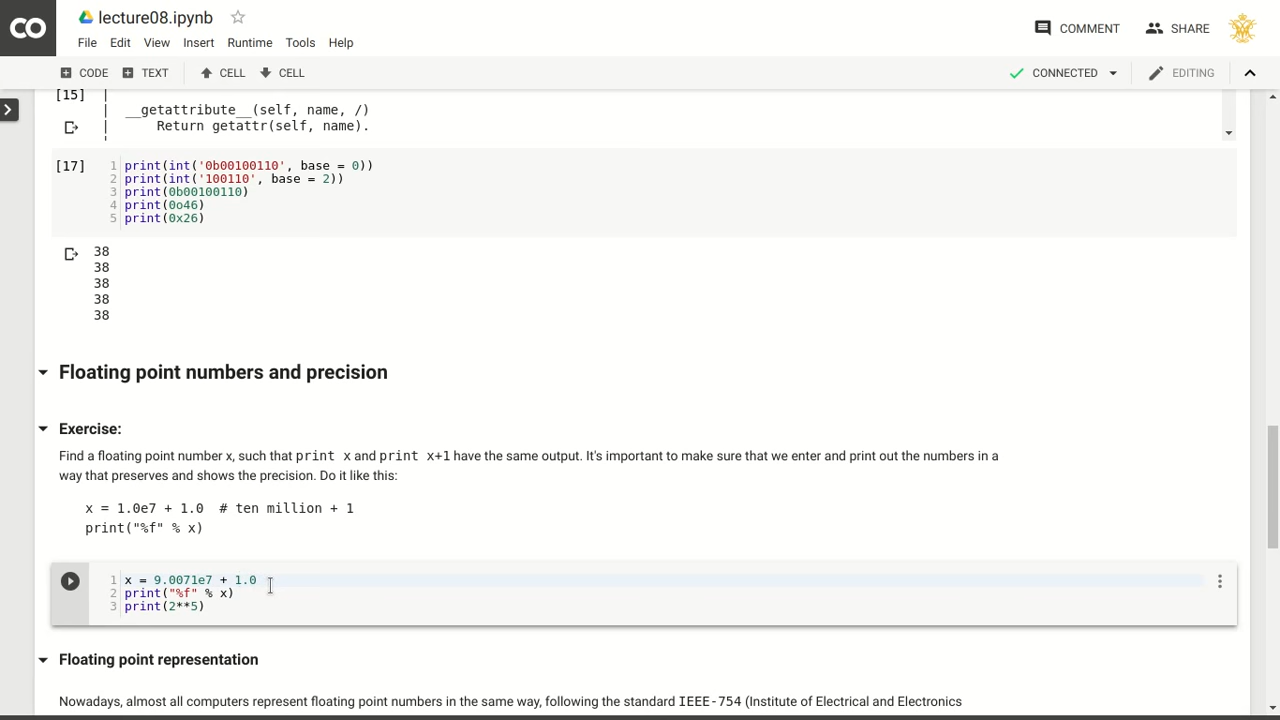 CO
lecture08.ipynb
File Edit View Insert Runtime Tools Help
COMMENT
SHARE
CODE TEXT CELL CELL
CONNECTED
EDITING
[15] |
| __getattribute__(self, name, /)
| Return getattr(self, name).
[17] 1 print(int('0b00100110', base = 0))
2 print(int('100110', base = 2))
3 print(0b00100110)
4 print(0o46)
5 print(0x26)
38
38
38
38
38
Floating point numbers and precision
Exercise:
Find a floating point number x, such that print x and print x+1 have the same output. It's important to make sure that we enter and print out the numbers in a
way that preserves and shows the precision. Do it like this:
x = 1.0e7 + 1.0  # ten million + 1
print("%f" % x)
1 x = 9.0071e7 + 1.0
2 print("%f" % x)
3 print(2**5)
Floating point representation
Nowadays, almost all computers represent floating point numbers in the same way, following the standard IEEE-754 (Institute of Electrical and Electronics